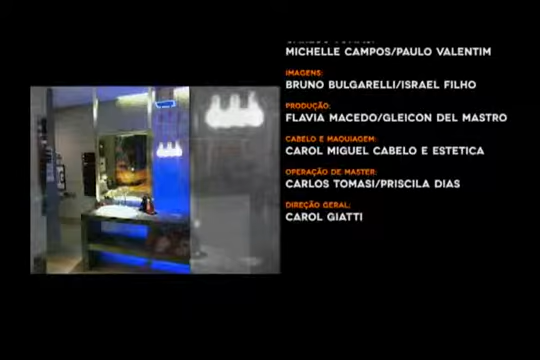 MICHELLE CAMPOS/PAULO VALENTIM
IMAGENS:
BRUNO BULGARELLI/ISRAEL FILHO
PRODUÇÃO:
FLAVIA MACEDO/GLEICON DEL MASTRO
CABELO E MAQUIAGEM:
CAROL MIGUEL CABELO E ESTETICA
OPERAÇÃO DE MASTER:
CARLOS TOMASI/PRISCILA DIAS
DIREÇÃO GERAL:
CAROL GIATTI